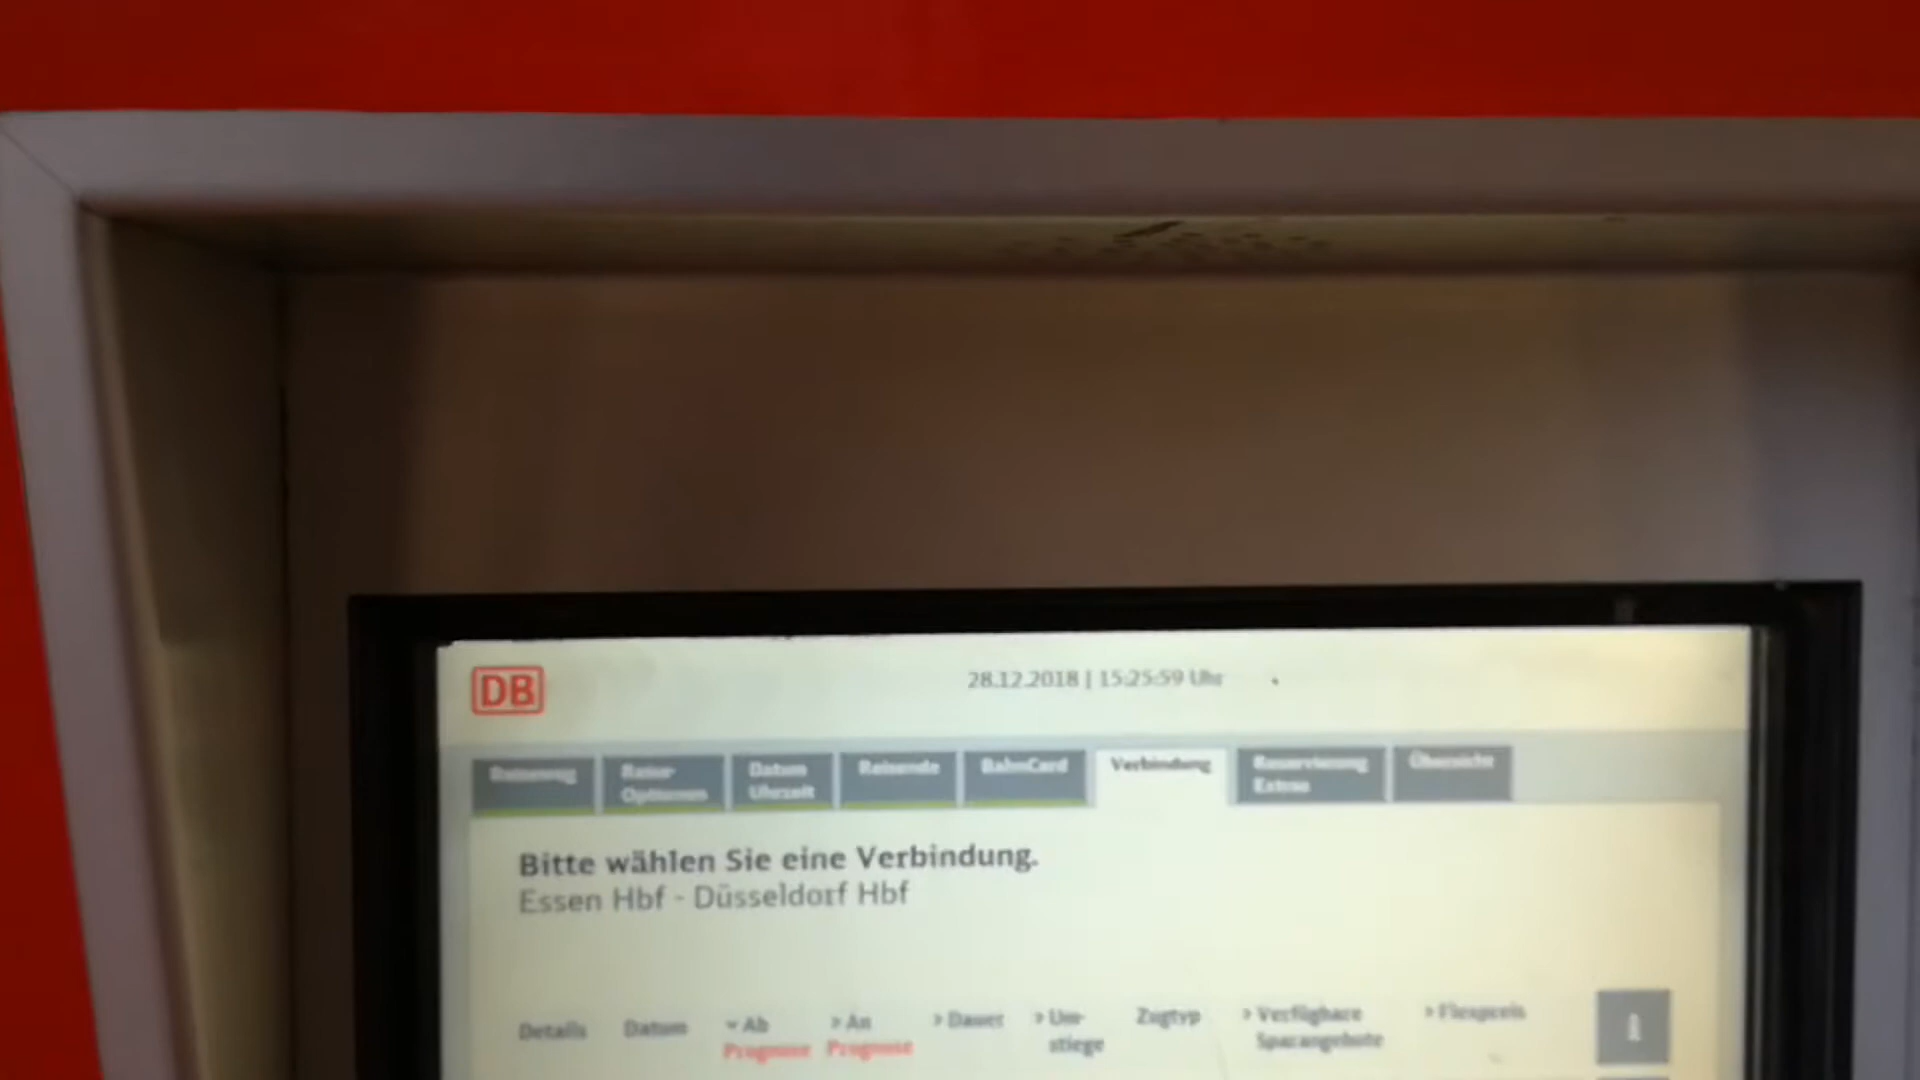 DB
28.12.2018 | 15:25:59 Uhr
Reiseweg
Reise-
Optionen
Datum
Uhrzeit
Reisende
BahnCard
Verbindung
Reservierung
Extras
Übersicht
Bitte wählen Sie eine Verbindung.
Essen Hbf - Düsseldorf Hbf
Details
Datum
Ab
Prognose
> An
Prognose
> Dauer
> Um-
stiege
Zugtyp
> Verfügbare
Sparangebote
> Flexpreis
i